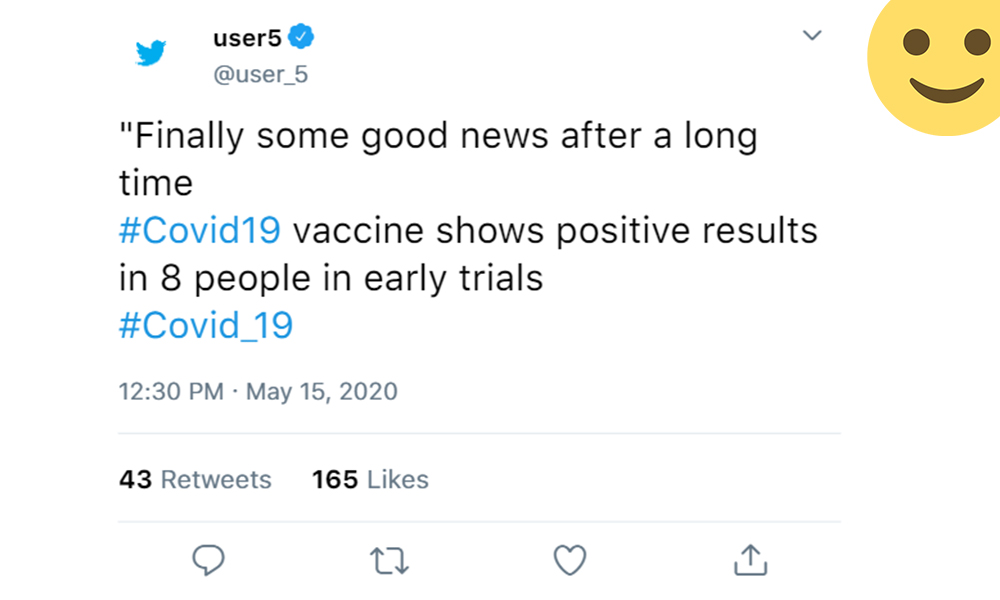 user5
@user_5
"Finally some good news after a long
time
#Covid19 vaccine shows positive results
in 8 people in early trials
#Covid_19
12:30 PM · May 15, 2020
43 Retweets 165 Likes